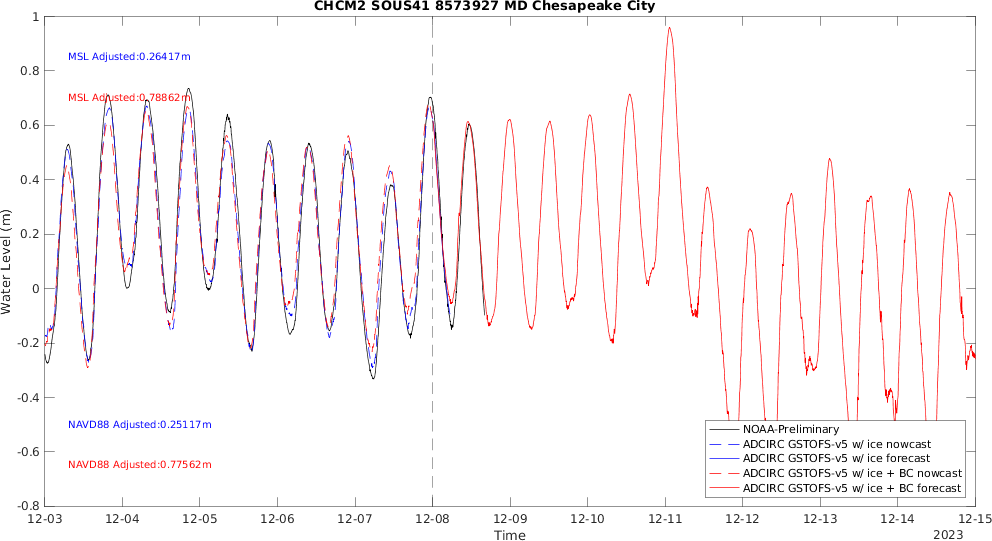 CHCM2 SOUS41 8573927 MD Chesapeake City
1
0.8
0.6
0.4
0.2
0
-0.2
-0.4
-0.6
-0.8
Water Level (m)
MSL Adjusted:0.26417m
MSL Adjusted:0.78862m
NAVD88 Adjusted:0.25117m
NAVD88 Adjusted:0.77562m
NOAA-Preliminary
ADCIRC GSTOFS-v5 w/ ice nowcast
ADCIRC GSTOFS-v5 w/ ice forecast
ADCIRC GSTOFS-v5 w/ ice + BC nowcast
ADCIRC GSTOFS-v5 w/ ice + BC forecast
12-03 12-04 12-05 12-06 12-07 12-08 12-09 12-10 12-11 12-12 12-13 12-14 12-15
Time
2023